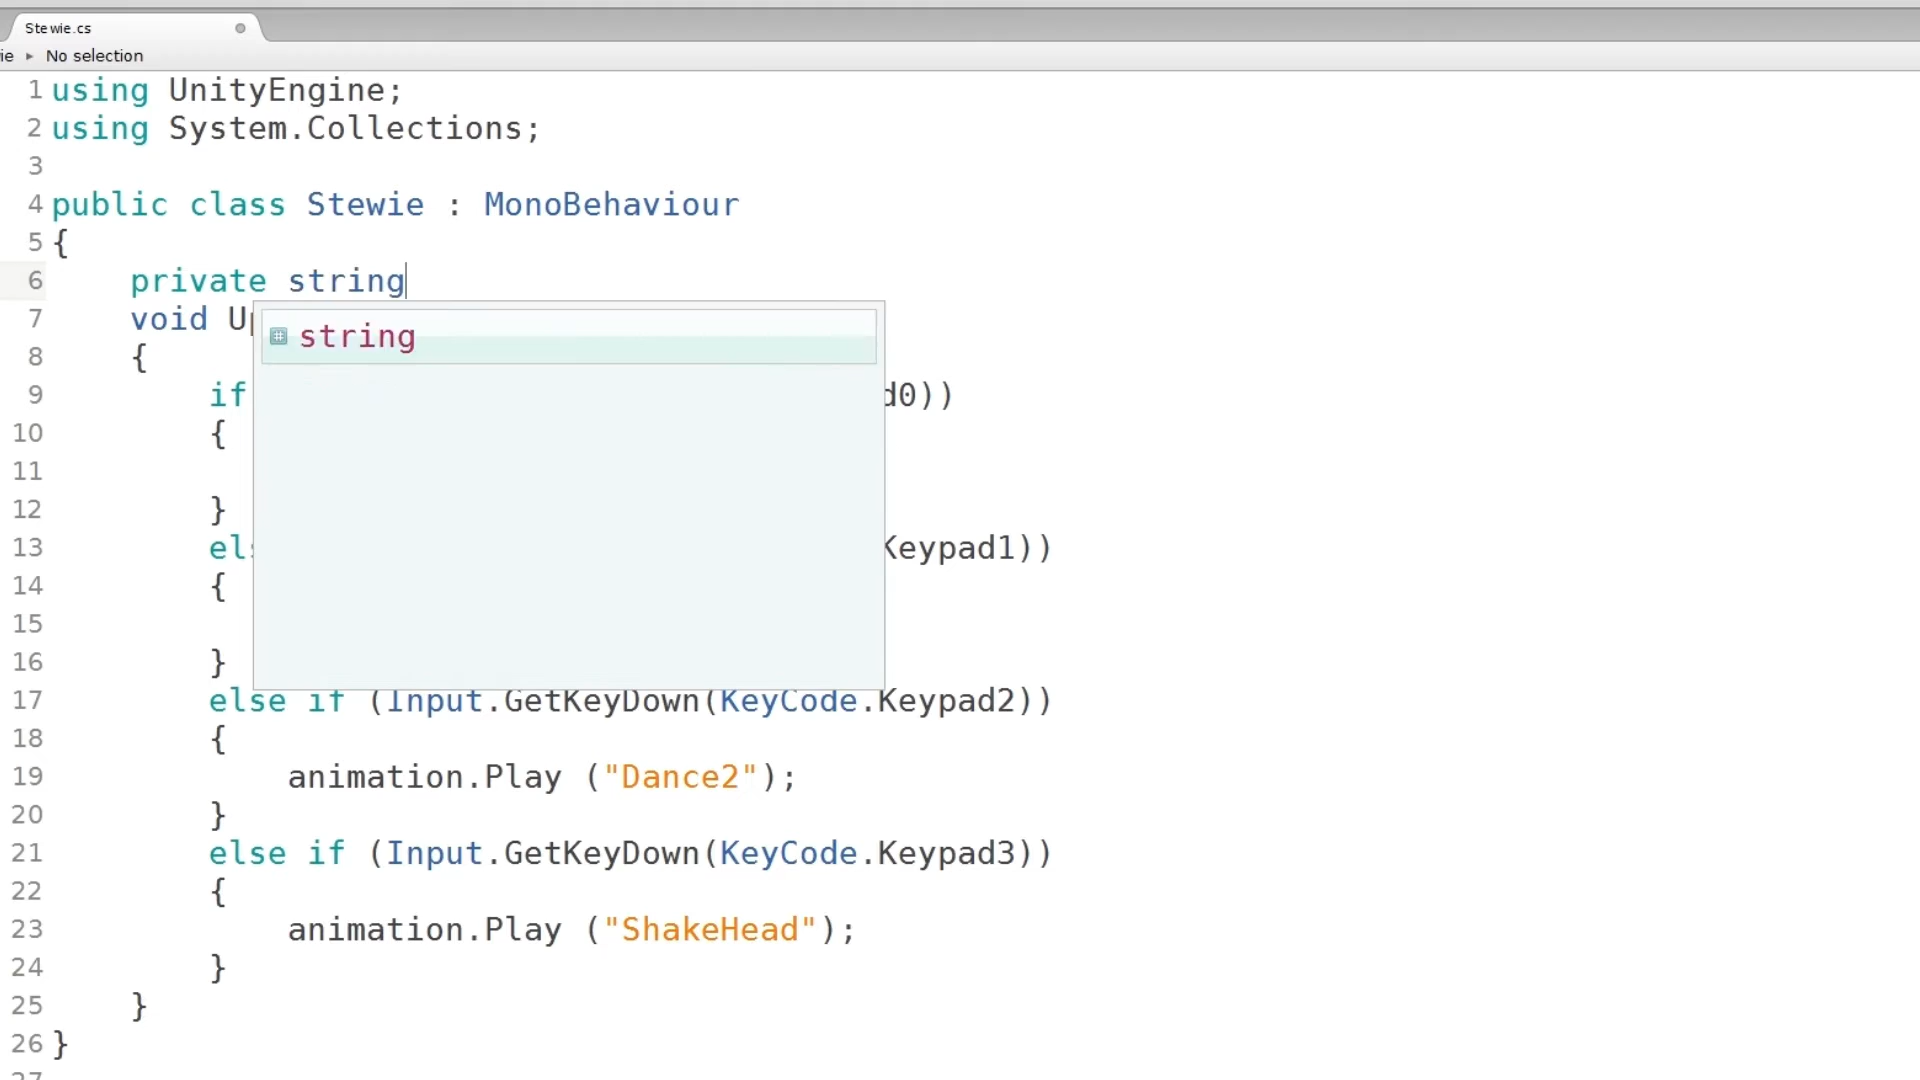 Stewie.cs
ie ▸ No selection
1 using UnityEngine;
2 using System.Collections;
3
4 public class Stewie : MonoBehaviour
5 {
6 private string
string
7 void Up
8 {
9 if d0))
10 {
11
12 }
13 els Keypad1))
14 {
15
16 }
17 else if (Input.GetKeyDown(KeyCode.Keypad2))
18 {
19 animation.Play ("Dance2");
20 }
21 else if (Input.GetKeyDown(KeyCode.Keypad3))
22 {
23 animation.Play ("ShakeHead");
24 }
25 }
26 }
27